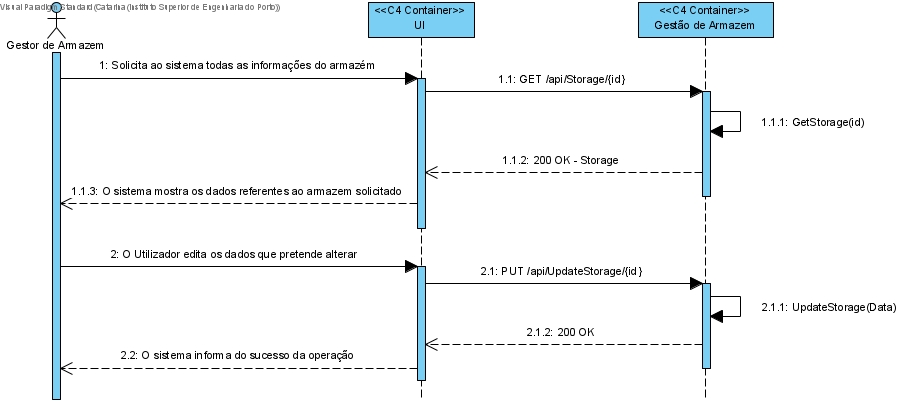 Visual Paradigm Standard (Catarina (Instituto Superior de Engenharia do Porto))
<<C4 Container>>
UI
<<C4 Container>>
Gestão de Armazem
Gestor de Armazem
1: Solicita ao sistema todas as informações do armazém
1.1: GET /api/Storage/{id}
1.1.1: GetStorage(id)
1.1.2: 200 OK - Storage
1.1.3: O sistema mostra os dados referentes ao armazem solicitado
2: O Utilizador edita os dados que pretende alterar
2.1: PUT /api/UpdateStorage/{id}
2.1.1: UpdateStorage(Data)
2.1.2: 200 OK
2.2: O sistema informa do sucesso da operação